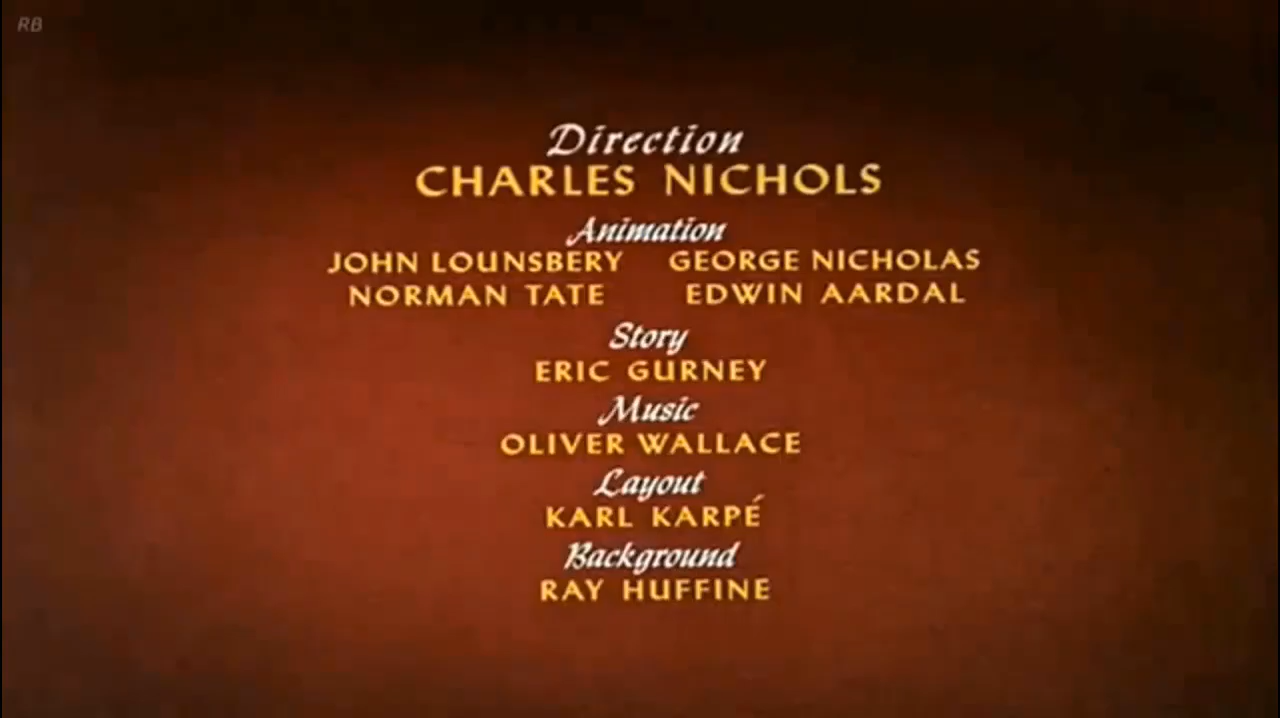 RB
Direction
CHARLES NICHOLS
Animation
JOHN LOUNSBERY GEORGE NICHOLAS
NORMAN TATE EDWIN AARDAL
Story
ERIC GURNEY
Music
OLIVER WALLACE
Layout
KARL KARPÉ
Background
RAY HUFFINE